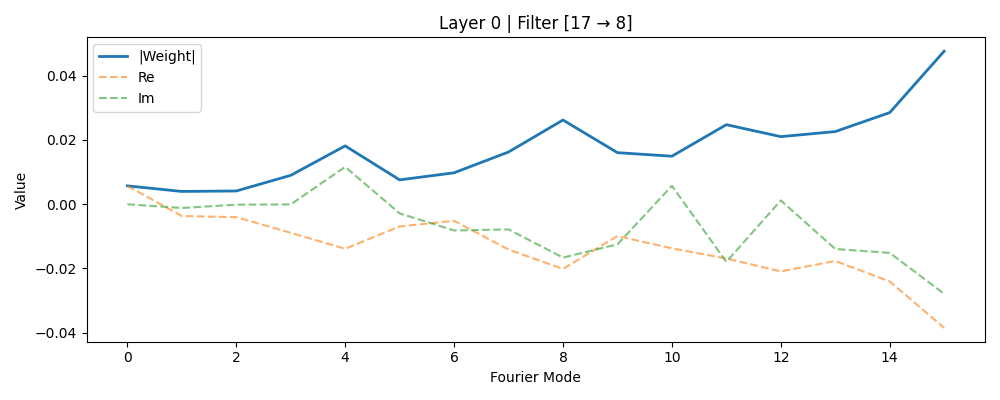 Layer 0 | Filter [17 → 8]
|Weight|
Re
Im
Value
0.04
0.02
0.00
−0.02
−0.04
0 2 4 6 8 10 12 14
Fourier Mode